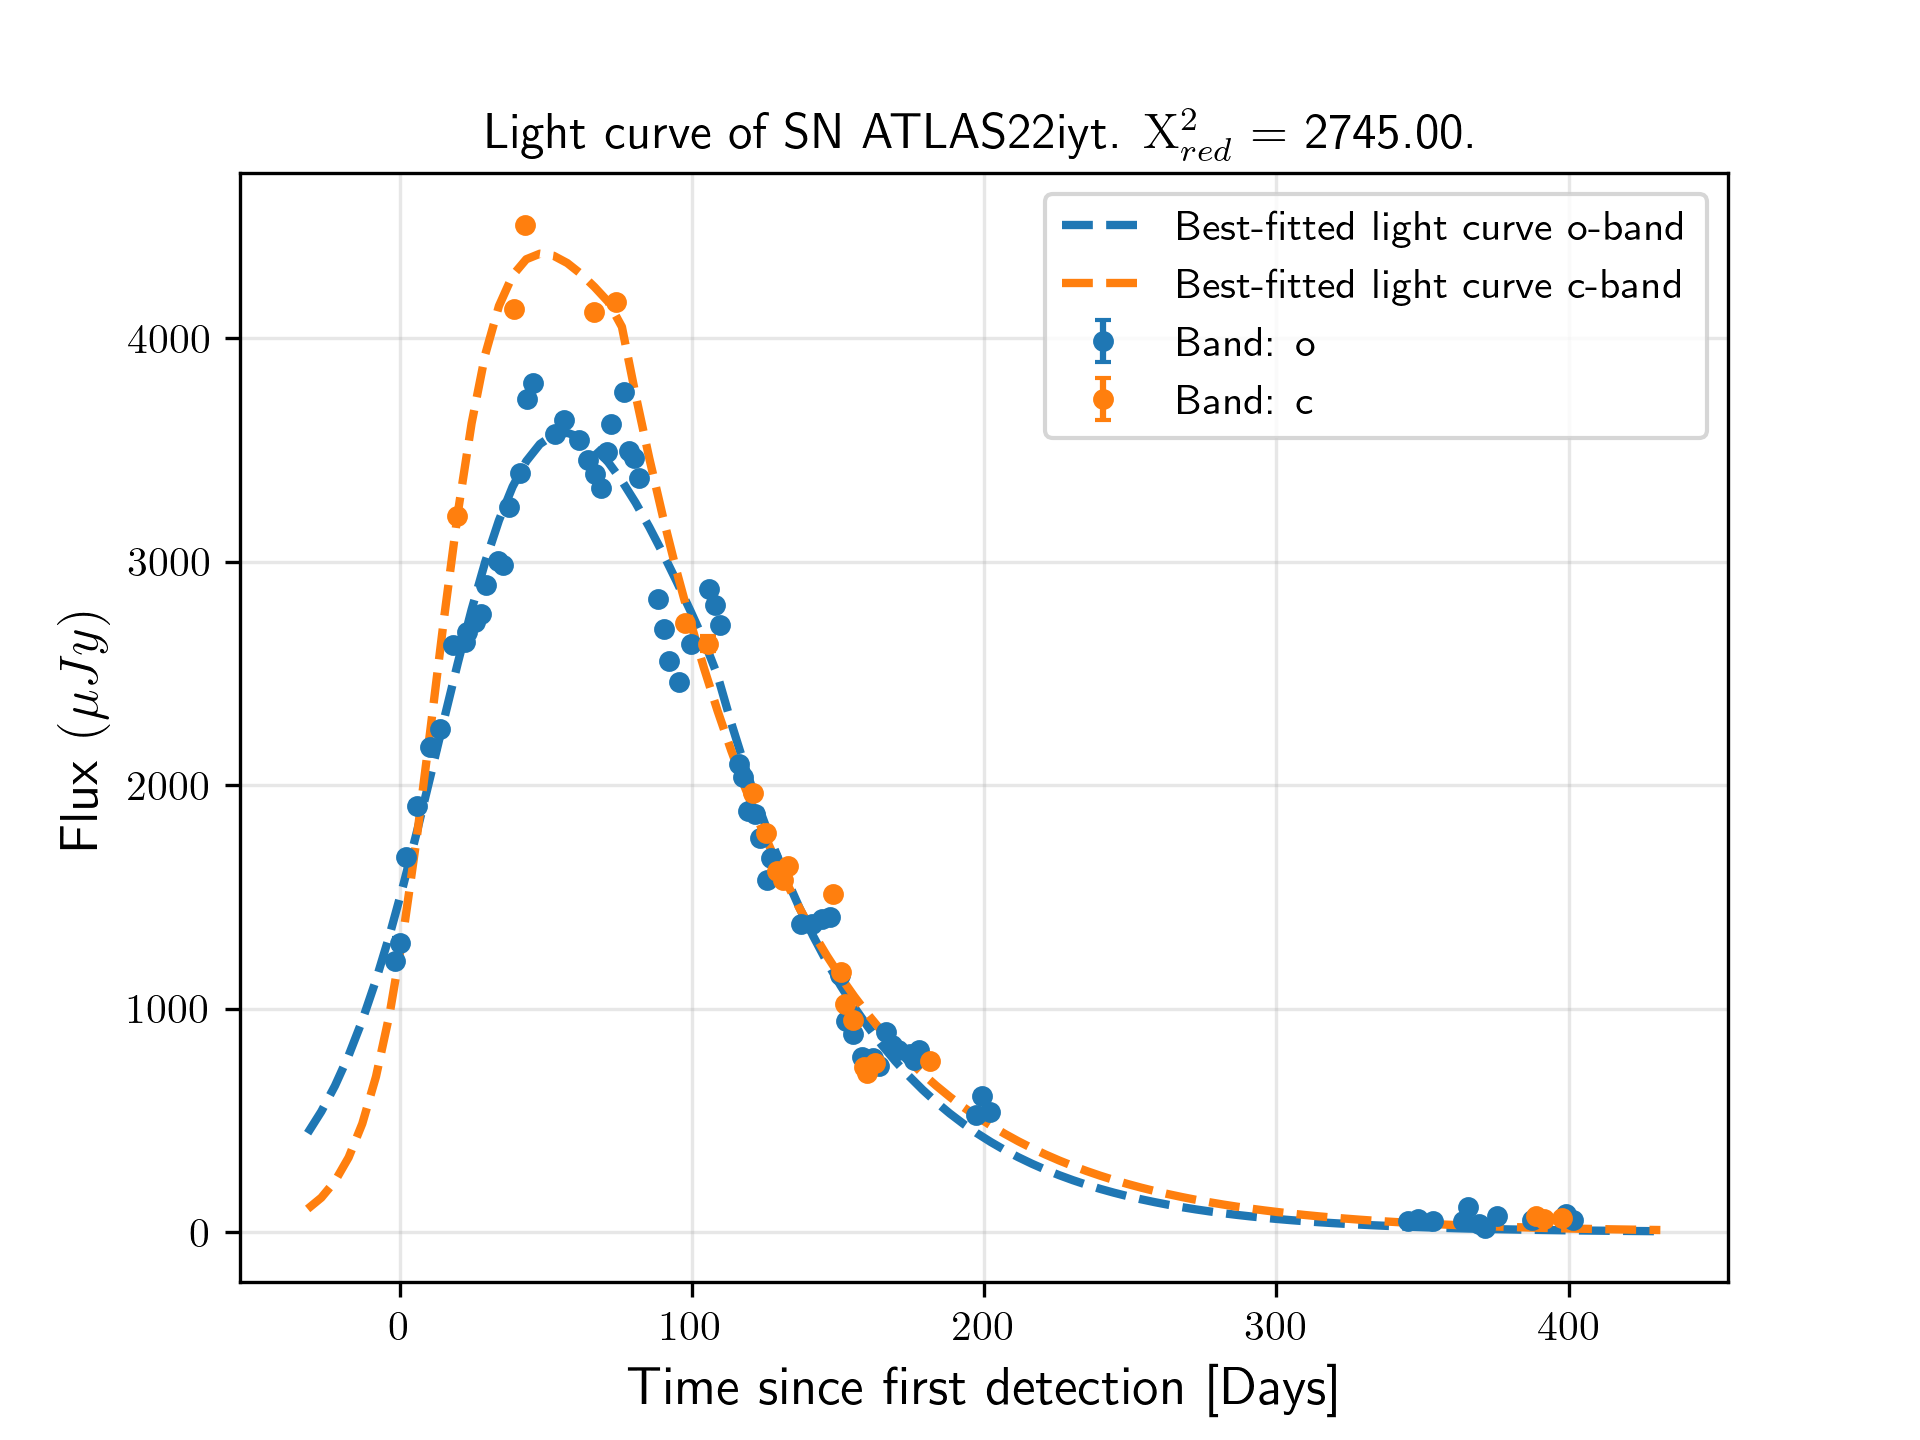 Light curve of SN ATLAS22iyt. X²_red = 2745.00.
Best-fitted light curve o-band
Best-fitted light curve c-band
Band: o
Band: c
Flux (μJy)
4000
3000
2000
1000
0
0 100 200 300 400
Time since first detection [Days]